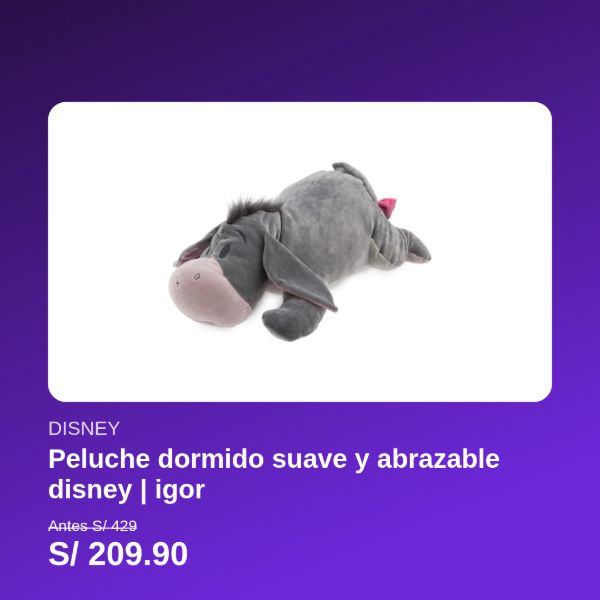 DISNEY
Peluche dormido suave y abrazable
disney | igor
Antes S/ 429
S/ 209.90